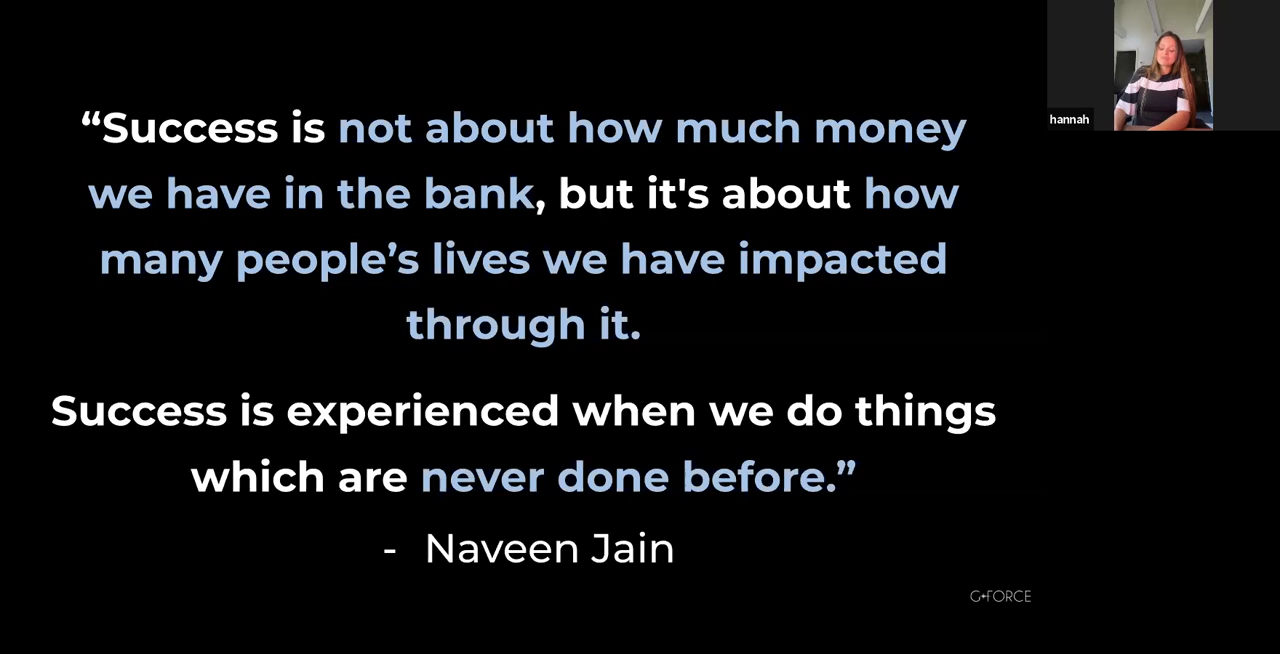 “Success is not about how much money
we have in the bank, but it's about how
many people’s lives we have impacted
through it.
Success is experienced when we do things
which are never done before.”
- Naveen Jain
G+FORCE
hannah